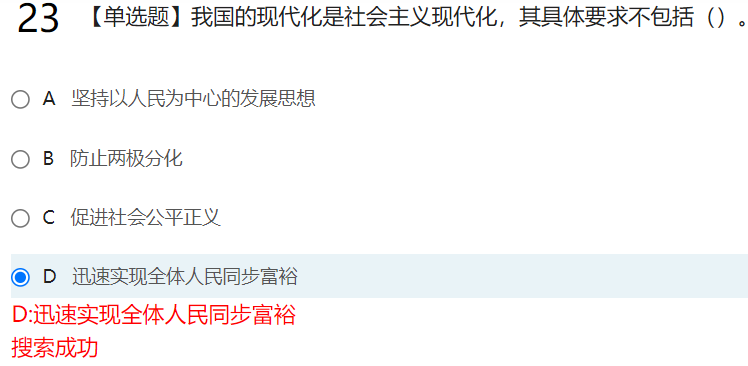 23 【单选题】我国的现代化是社会主义现代化，其具体要求不包括（）。
A 坚持以人民为中心的发展思想
B 防止两极分化
C 促进社会公平正义
D 迅速实现全体人民同步富裕
D:迅速实现全体人民同步富裕
搜索成功